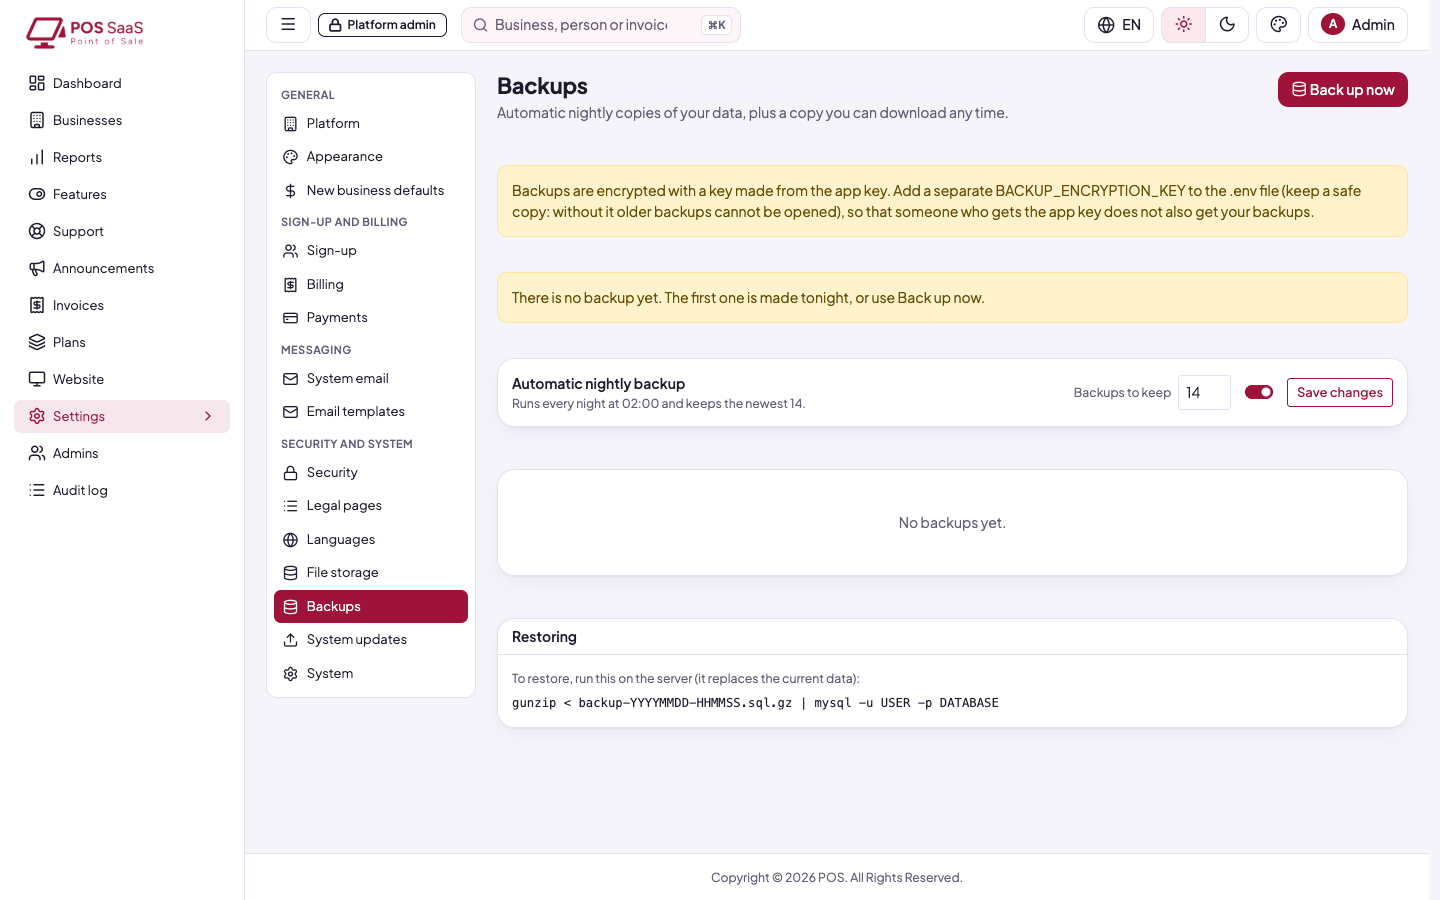 POS SaaS
Point of Sale
Dashboard
Businesses
Reports
Features
Support
Announcements
Invoices
Plans
Website
Settings
Admins
Audit log
Platform admin
Business, person or invoic
⌘K
EN
A
Admin
GENERAL
Platform
Appearance
New business defaults
SIGN-UP AND BILLING
Sign-up
Billing
Payments
MESSAGING
System email
Email templates
SECURITY AND SYSTEM
Security
Legal pages
Languages
File storage
Backups
System updates
System
Backups
Automatic nightly copies of your data, plus a copy you can download any time.
Back up now
Backups are encrypted with a key made from the app key. Add a separate BACKUP_ENCRYPTION_KEY to the .env file (keep a safe
copy: without it older backups cannot be opened), so that someone who gets the app key does not also get your backups.
There is no backup yet. The first one is made tonight, or use Back up now.
Automatic nightly backup
Runs every night at 02:00 and keeps the newest 14.
Backups to keep
14
Save changes
No backups yet.
Restoring
To restore, run this on the server (it replaces the current data):
gunzip < backup-YYYYMMDD-HHMMSS.sql.gz | mysql -u USER -p DATABASE
Copyright © 2026 POS. All Rights Reserved.